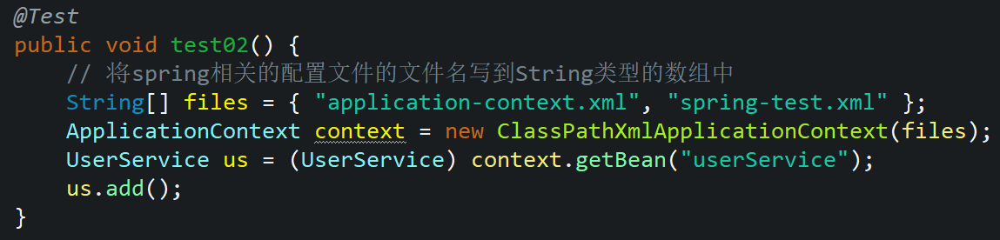 @Test
public void test02() {
    // 将spring相关的配置文件的文件名写到String类型的数组中
    String[] files = { "application-context.xml", "spring-test.xml" };
    ApplicationContext context = new ClassPathXmlApplicationContext(files);
    UserService us = (UserService) context.getBean("userService");
    us.add();
}